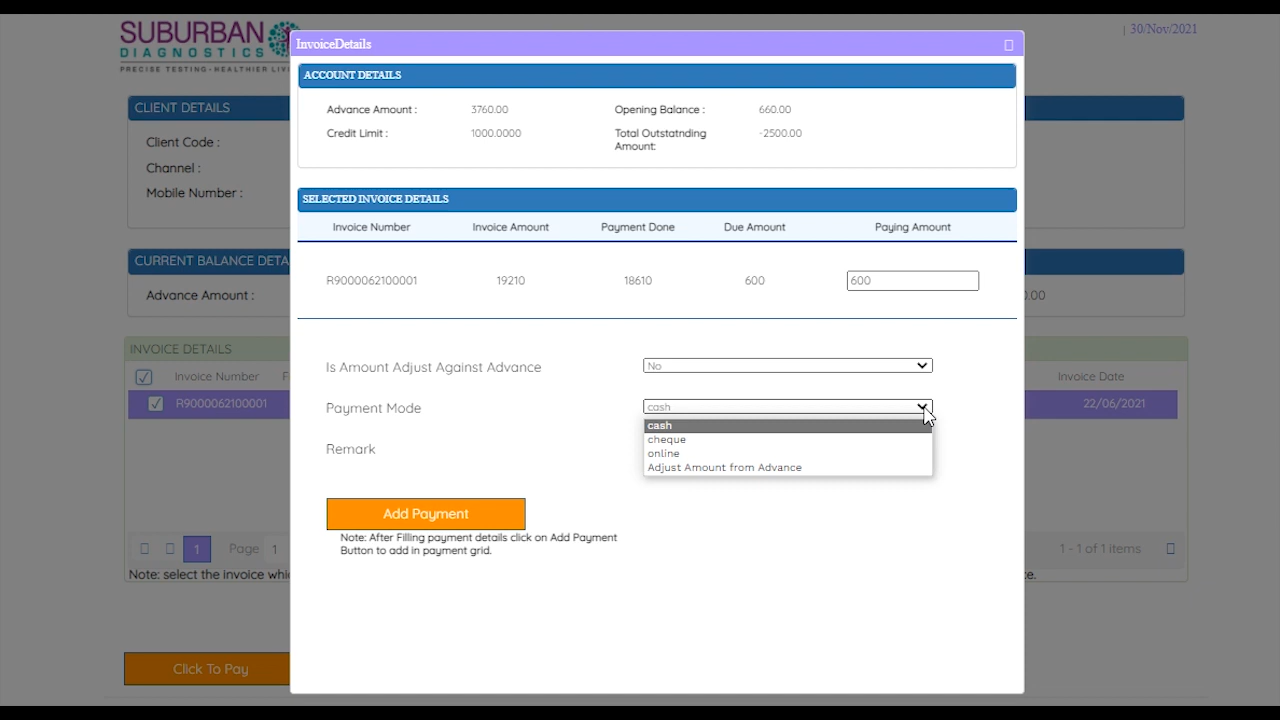 SUBURBAN
DIAGNOSTICS
PRECISE TESTING-HEALTHIER LIVI
| 30/Nov/2021
InvoiceDetails
ACCOUNT DETAILS
Advance Amount : 3760.00 Opening Balance : 660.00
Credit Limit : 1000.0000 Total Outstatnding Amount: -2500.00
SELECTED INVOICE DETAILS
Invoice Number Invoice Amount Payment Done Due Amount Paying Amount
R9000062100001 19210 18610 600 600
Is Amount Adjust Against Advance No
Payment Mode cash
cash
cheque
online
Adjust Amount from Advance
Remark
Add Payment
Note: After Filling payment details click on Add Payment
Button to add in payment grid.
CLIENT DETAILS
Client Code :
Channel :
Mobile Number :
CURRENT BALANCE DETA
Advance Amount : 0.00
INVOICE DETAILS
Invoice Number F Invoice Date
R9000062100001 22/06/2021
1 Page 1 1 - 1 of 1 items
Note: select the invoice whi e.
Click To Pay